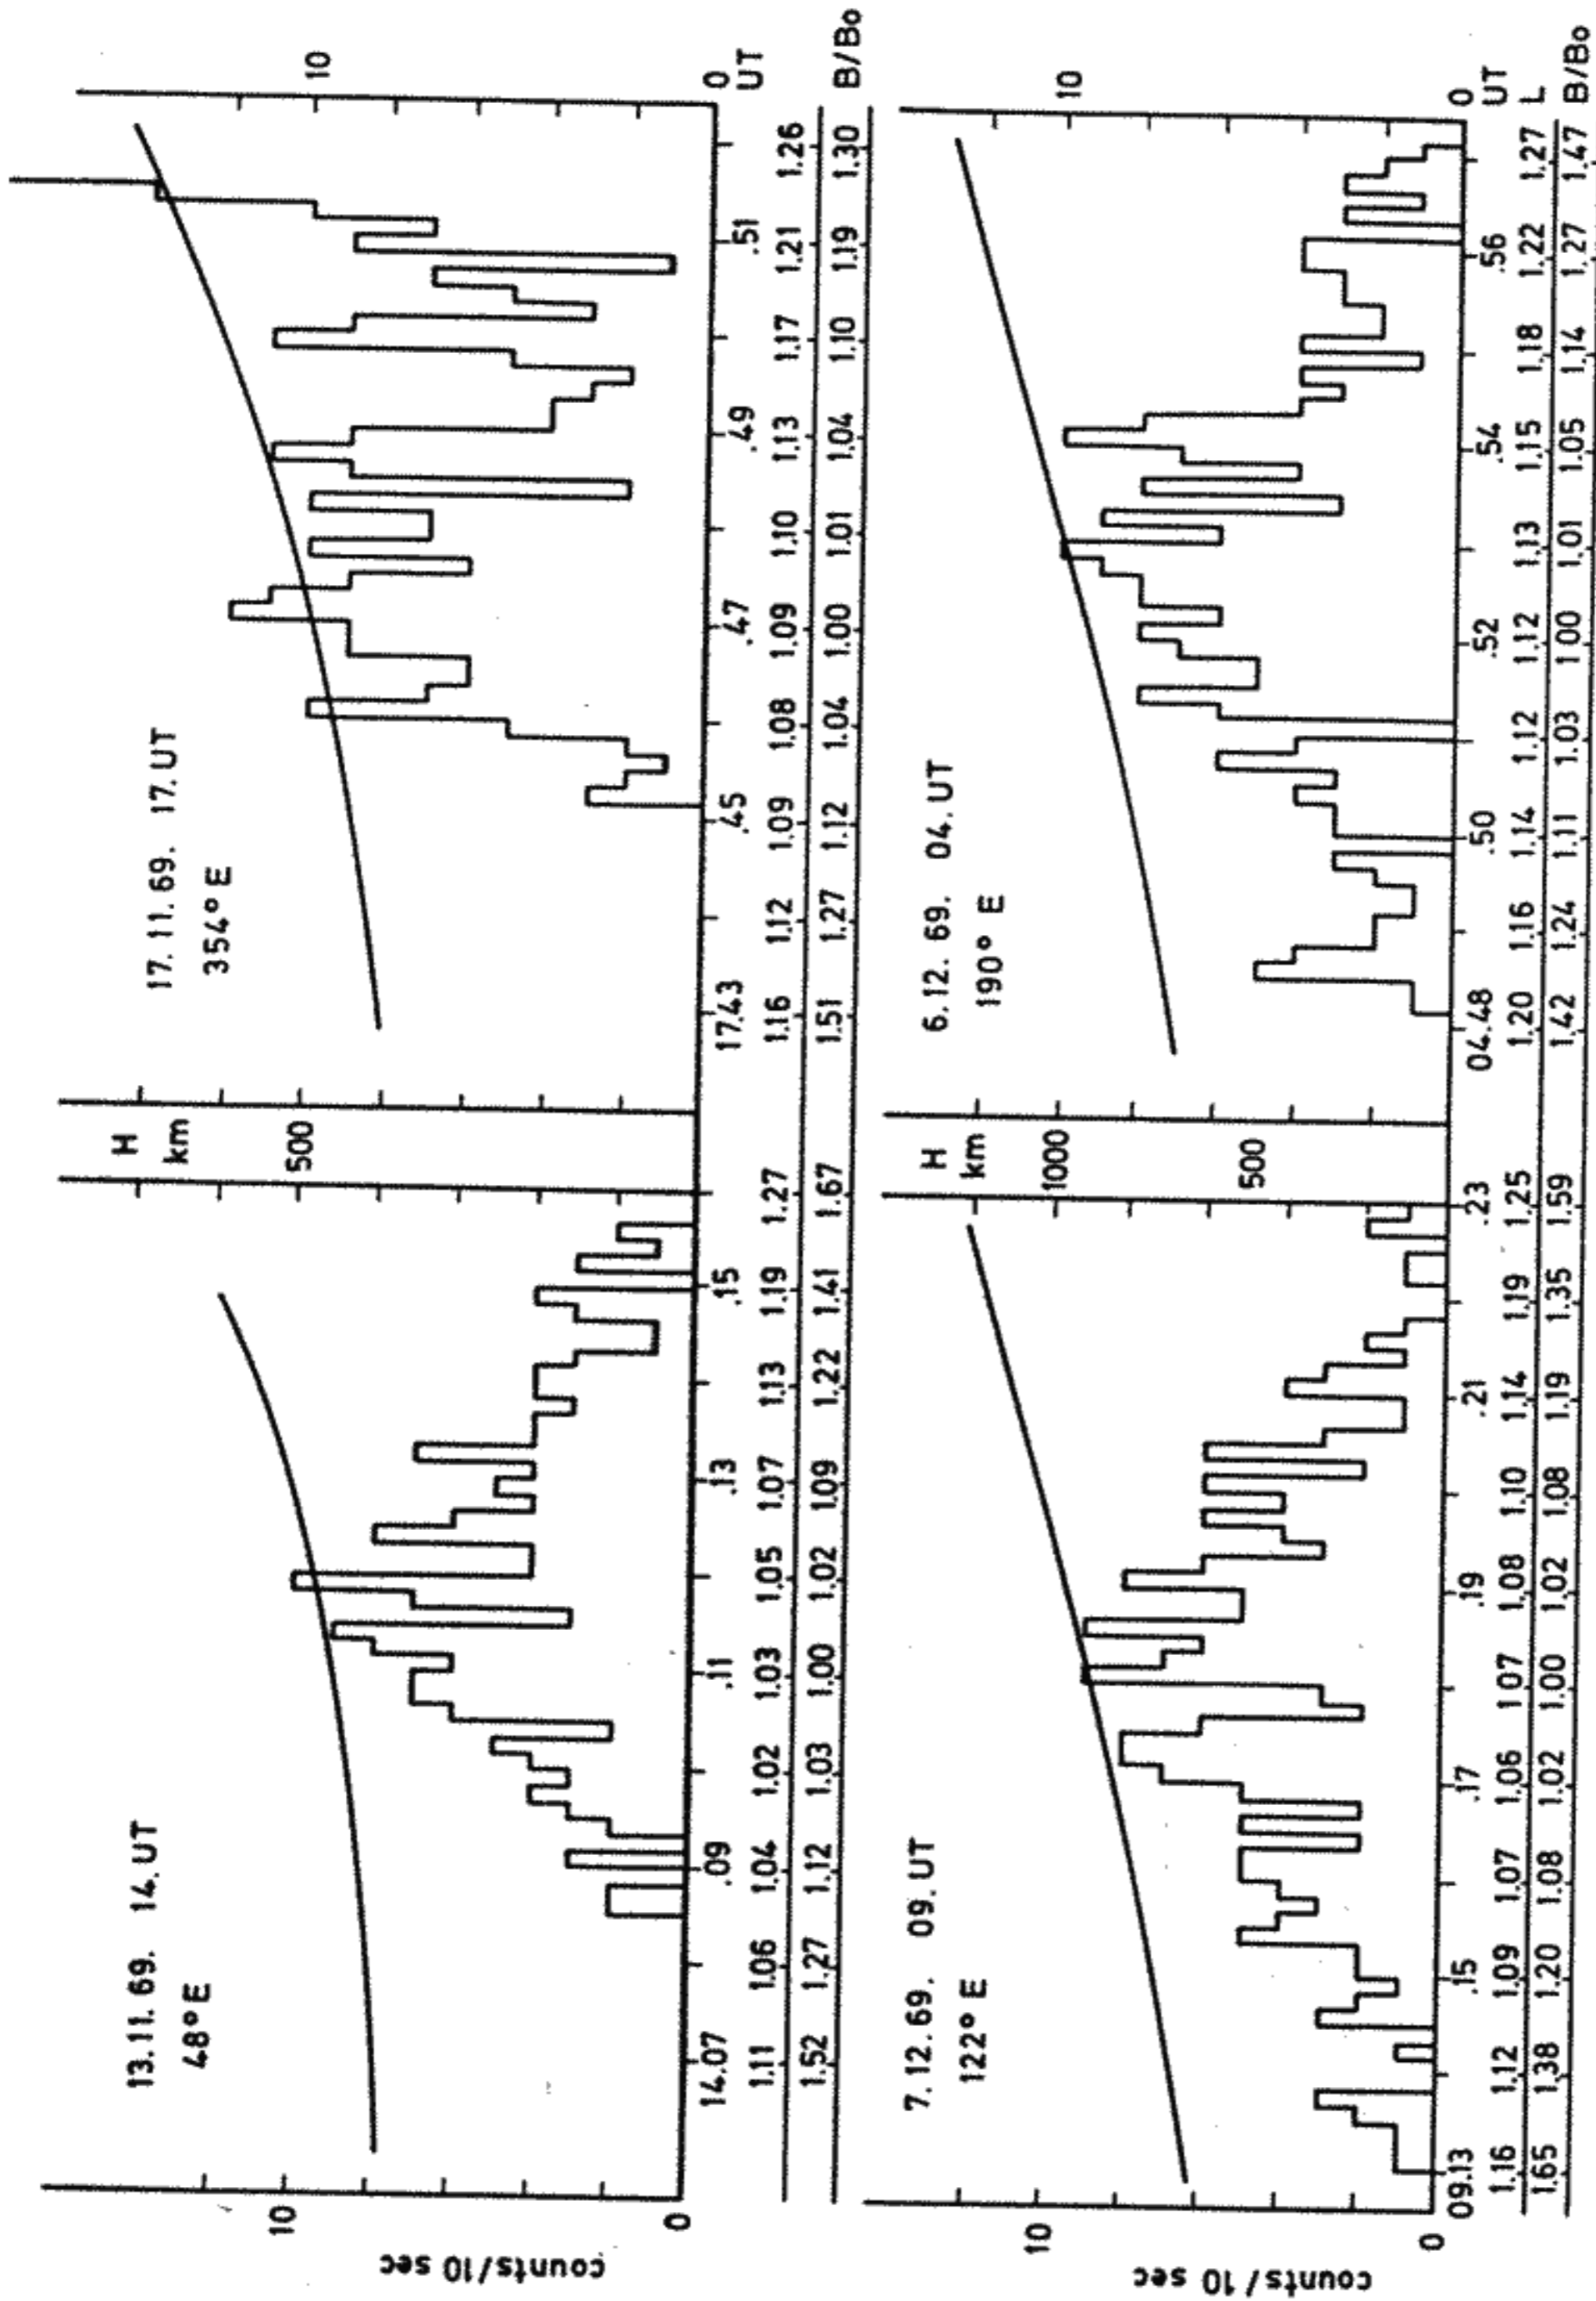 13.11.69. 14.UT
48° E
counts/10 sec
10
0
H
km
500
14.07 .09 .11 .13 .15
1.11 1.06 1.04 1.02 1.03 1.05 1.07 1.13 1.19 1.27
1.52 1.27 1.12 1.03 1.00 1.02 1.09 1.22 1.41 1.67
17.11.69. 17.UT
354° E
10
0
17.43 .45 .47 .49 .51 UT
1.16 1.12 1.09 1.08 1.09 1.10 1.13 1.17 1.21 1.26
1.51 1.27 1.12 1.04 1.00 1.01 1.04 1.10 1.19 1.30 B/Bo
7.12.69. 09.UT
122° E
counts/10 sec
10
0
H
km
1000
500
09.13 .15 .17 .19 .21 .23
1.16 1.12 1.09 1.07 1.06 1.07 1.08 1.10 1.14 1.19 1.25
1.65 1.38 1.20 1.08 1.02 1.00 1.02 1.08 1.19 1.35 1.59
6.12.69. 04.UT
190° E
10
0
04.48 .50 .52 .54 .56 UT
1.20 1.16 1.14 1.12 1.12 1.13 1.15 1.18 1.22 1.27 L
1.42 1.24 1.11 1.03 1.00 1.01 1.05 1.14 1.27 1.47 B/Bo